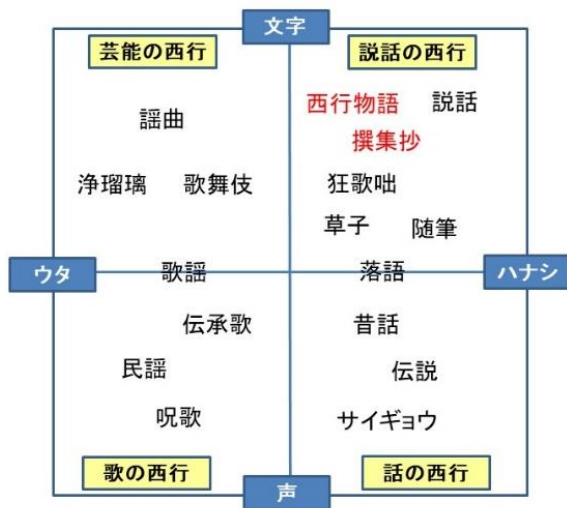 文字
芸能の西行
説話の西行
謡曲
浄瑠璃 歌舞伎
西行物語 説話
撰集抄
狂歌咄
草子 随筆
ウタ
歌謡
落語
ハナシ
伝承歌
民謡
呪歌
昔話
伝説
サイギョウ
歌の西行
話の西行
声